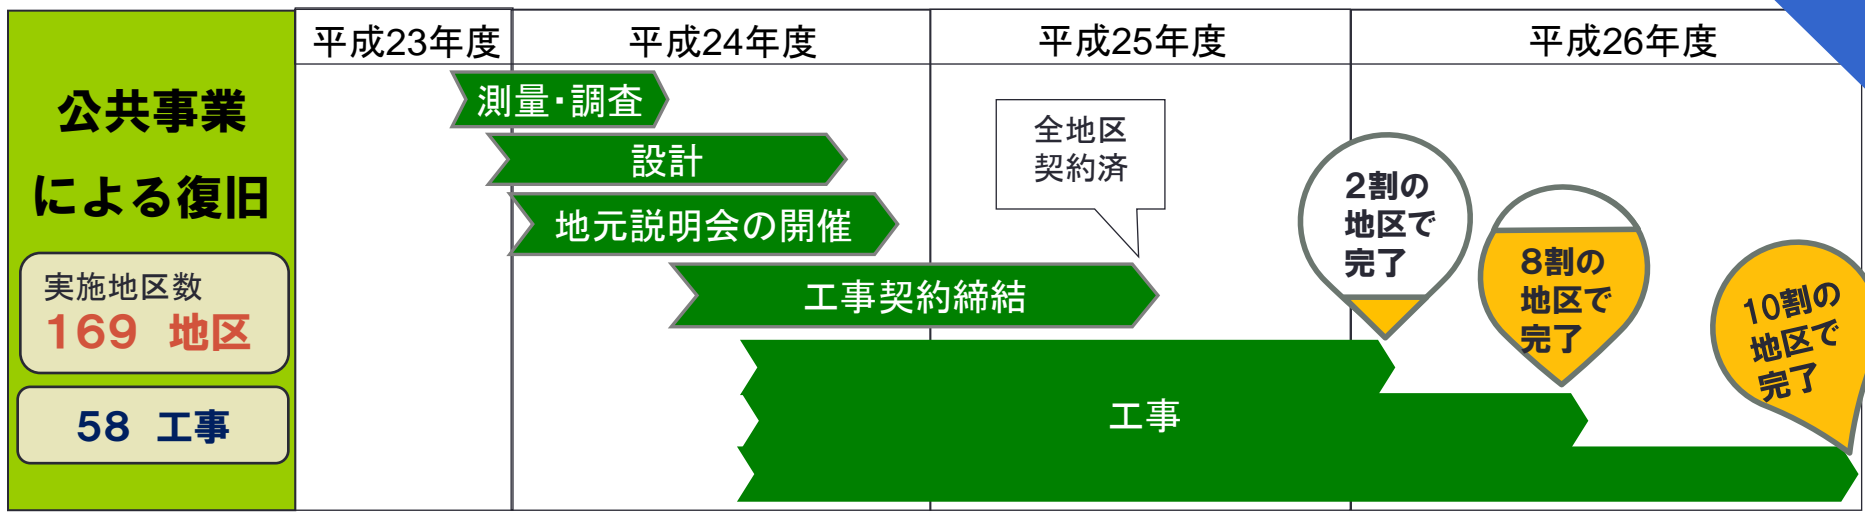 平成23年度
平成24年度
平成25年度
平成26年度
公共事業
による復旧
実施地区数
169 地区
58 工事
測量・調査
設計
地元説明会の開催
工事契約締結
工事
全地区
契約済
2割の
地区で
完了
8割の
地区で
完了
10割の
地区で
完了